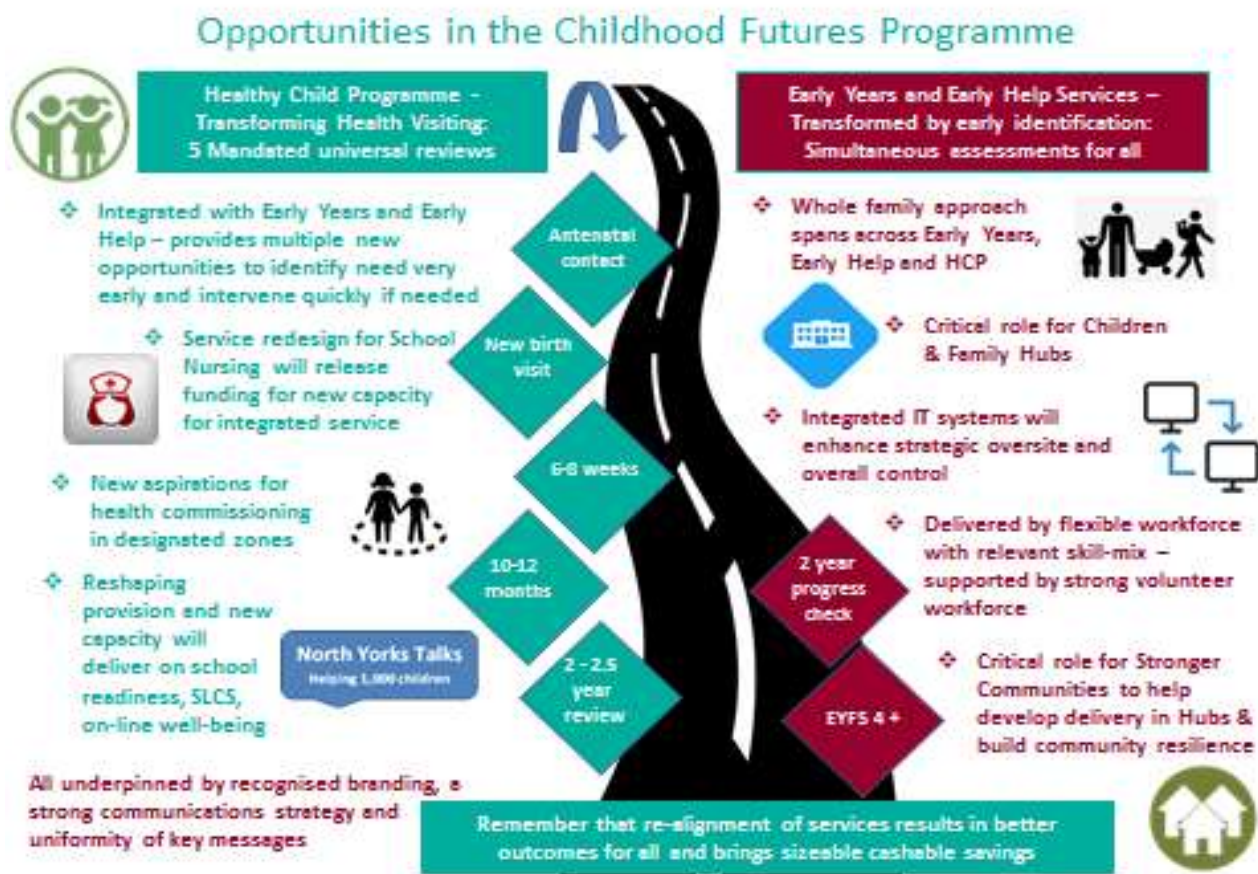 Opportunities in the Childhood Futures Programme
Healthy Child Programme -
Transforming Health Visiting:
5 Mandated universal reviews
❖ Integrated with Early Years and Early
Help – provides multiple new
opportunities to identify need very
early and intervene quickly if needed
❖ Service redesign for School
Nursing will release
funding for new capacity
for integrated service
❖ New aspirations for
health commissioning
in designated zones
❖ Reshaping
provision and new
capacity will
deliver on school
readiness, SLCS,
on-line well-being
North Yorks Talks
Helping 1,000 children
All underpinned by recognised branding, a
strong communications strategy and
uniformity of key messages
Antenatal
contact
New birth
visit
6-8 weeks
10-12
months
2 - 2.5
year
review
Early Years and Early Help Services –
Transformed by early identification:
Simultaneous assessments for all
❖ Whole family approach
spans across Early Years,
Early Help and HCP
❖ Critical role for Children
& Family Hubs
❖ Integrated IT systems will
enhance strategic oversite and
overall control
❖ Delivered by flexible workforce
with relevant skill-mix –
supported by strong volunteer
workforce
❖ Critical role for Stronger
Communities to help
develop delivery in Hubs &
build community resilience
2 year
progress
check
EYFS 4 +
Remember that re-alignment of services results in better
outcomes for all and brings sizeable cashable savings